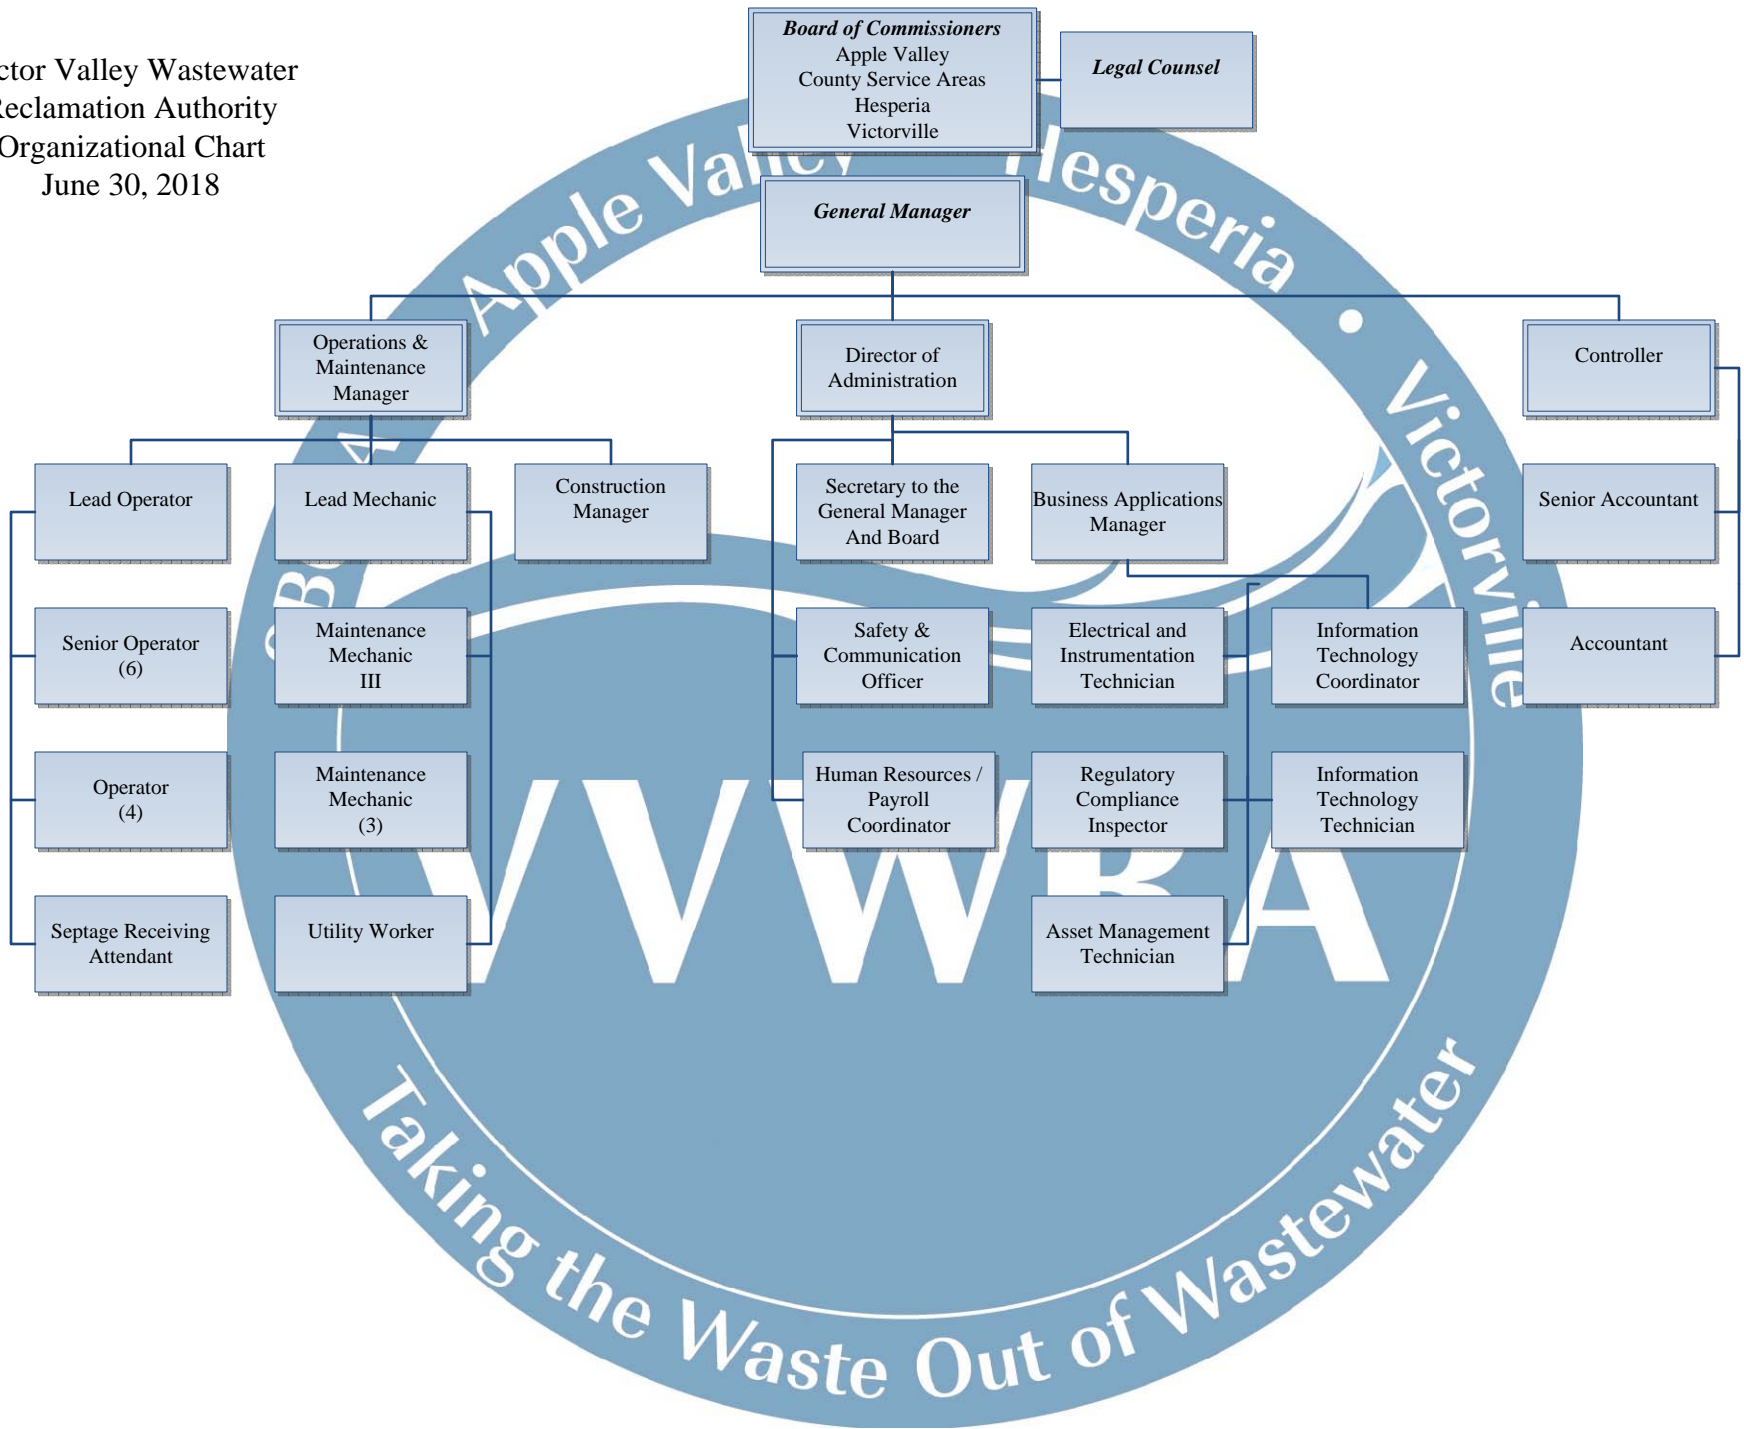 ctor Valley Wastewater
Reclamation Authority
Organizational Chart
June 30, 2018
Board of Commissioners
Apple Valley
County Service Areas
Hesperia
Victorville
Legal Counsel
General Manager
Operations &
Maintenance
Manager
Director of
Administration
Controller
Lead Operator
Lead Mechanic
Construction
Manager
Secretary to the
General Manager
And Board
Business Applications
Manager
Senior Accountant
Senior Operator
(6)
Maintenance
Mechanic
III
Safety &
Communication
Officer
Electrical and
Instrumentation
Technician
Information
Technology
Coordinator
Accountant
Operator
(4)
Maintenance
Mechanic
(3)
Human Resources /
Payroll
Coordinator
Regulatory
Compliance
Inspector
Information
Technology
Technician
Septage Receiving
Attendant
Utility Worker
Asset Management
Technician
Apple Valley
Hesperia • Victorville
VVWRA
Taking the Waste Out of Wastewater